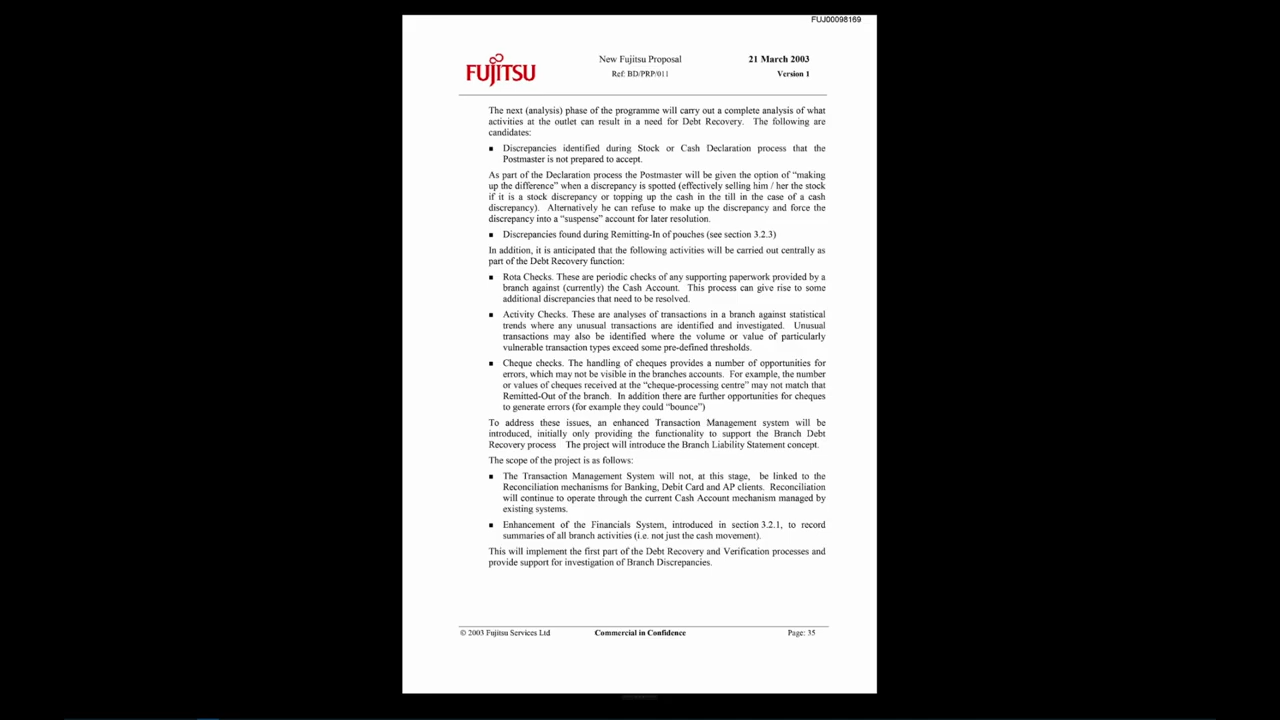 FUJ00098169
FUJITSU
New Fujitsu Proposal
Ref: BD/PRP/011
21 March 2003
Version 1
The next (analysis) phase of the programme will carry out a complete analysis of what
activities at the outlet can result in a need for Debt Recovery. The following are
candidates:
▪ Discrepancies identified during Stock or Cash Declaration process that the
Postmaster is not prepared to accept.
As part of the Declaration process the Postmaster will be given the option of “making
up the difference” when a discrepancy is spotted (effectively selling him / her the stock
if it is a stock discrepancy or topping up the cash in the till in the case of a cash
discrepancy). Alternatively he can refuse to make up the discrepancy and force the
discrepancy into a “suspense” account for later resolution.
▪ Discrepancies found during Remitting-In of pouches (see section 3.2.3)
In addition, it is anticipated that the following activities will be carried out centrally as
part of the Debt Recovery function:
▪ Rota Checks. These are periodic checks of any supporting paperwork provided by a
branch against (currently) the Cash Account. This process can give rise to some
additional discrepancies that need to be resolved.
▪ Activity Checks. These are analyses of transactions in a branch against statistical
trends where any unusual transactions are identified and investigated. Unusual
transactions may also be identified where the volume or value of particularly
vulnerable transaction types exceed some pre-defined thresholds.
▪ Cheque checks. The handling of cheques provides a number of opportunities for
errors, which may not be visible in the branches accounts. For example, the number
or values of cheques received at the “cheque-processing centre” may not match that
Remitted-Out of the branch. In addition there are further opportunities for cheques
to generate errors (for example they could “bounce”)
To address these issues, an enhanced Transaction Management system will be
introduced, initially only providing the functionality to support the Branch Debt
Recovery process The project will introduce the Branch Liability Statement concept.
The scope of the project is as follows:
▪ The Transaction Management System will not, at this stage, be linked to the
Reconciliation mechanisms for Banking, Debit Card and AP clients. Reconciliation
will continue to operate through the current Cash Account mechanism managed by
existing systems.
▪ Enhancement of the Financials System, introduced in section 3.2.1, to record
summaries of all branch activities (i.e. not just the cash movement).
This will implement the first part of the Debt Recovery and Verification processes and
provide support for investigation of Branch Discrepancies.
© 2003 Fujitsu Services Ltd
Commercial in Confidence
Page: 35